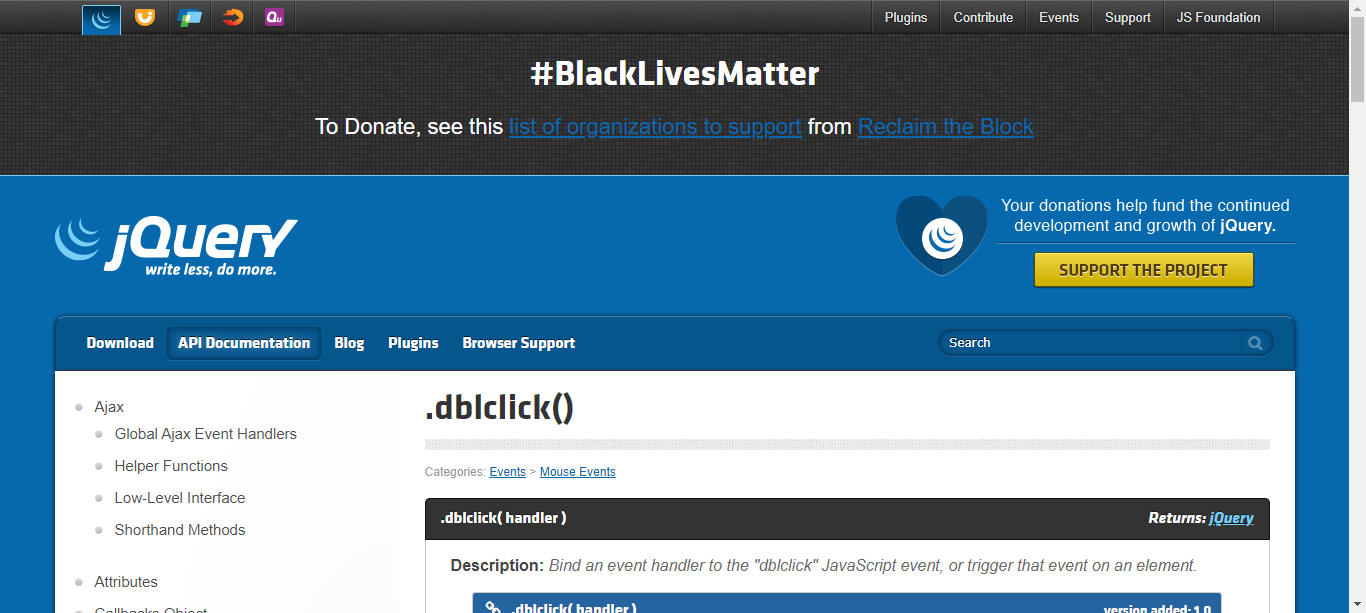 Plugins Contribute Events Support JS Foundation
#BlackLivesMatter
To Donate, see this list of organizations to support from Reclaim the Block
jQuery
write less, do more.
Your donations help fund the continued
development and growth of jQuery.
SUPPORT THE PROJECT
Download API Documentation Blog Plugins Browser Support Search
Ajax
Global Ajax Event Handlers
Helper Functions
Low-Level Interface
Shorthand Methods
Attributes
Callbacks Object
.dblclick()
Categories: Events > Mouse Events
.dblclick( handler ) Returns: jQuery
Description: Bind an event handler to the "dblclick" JavaScript event, or trigger that event on an element.
.dblclick( handler ) version added: 1.0